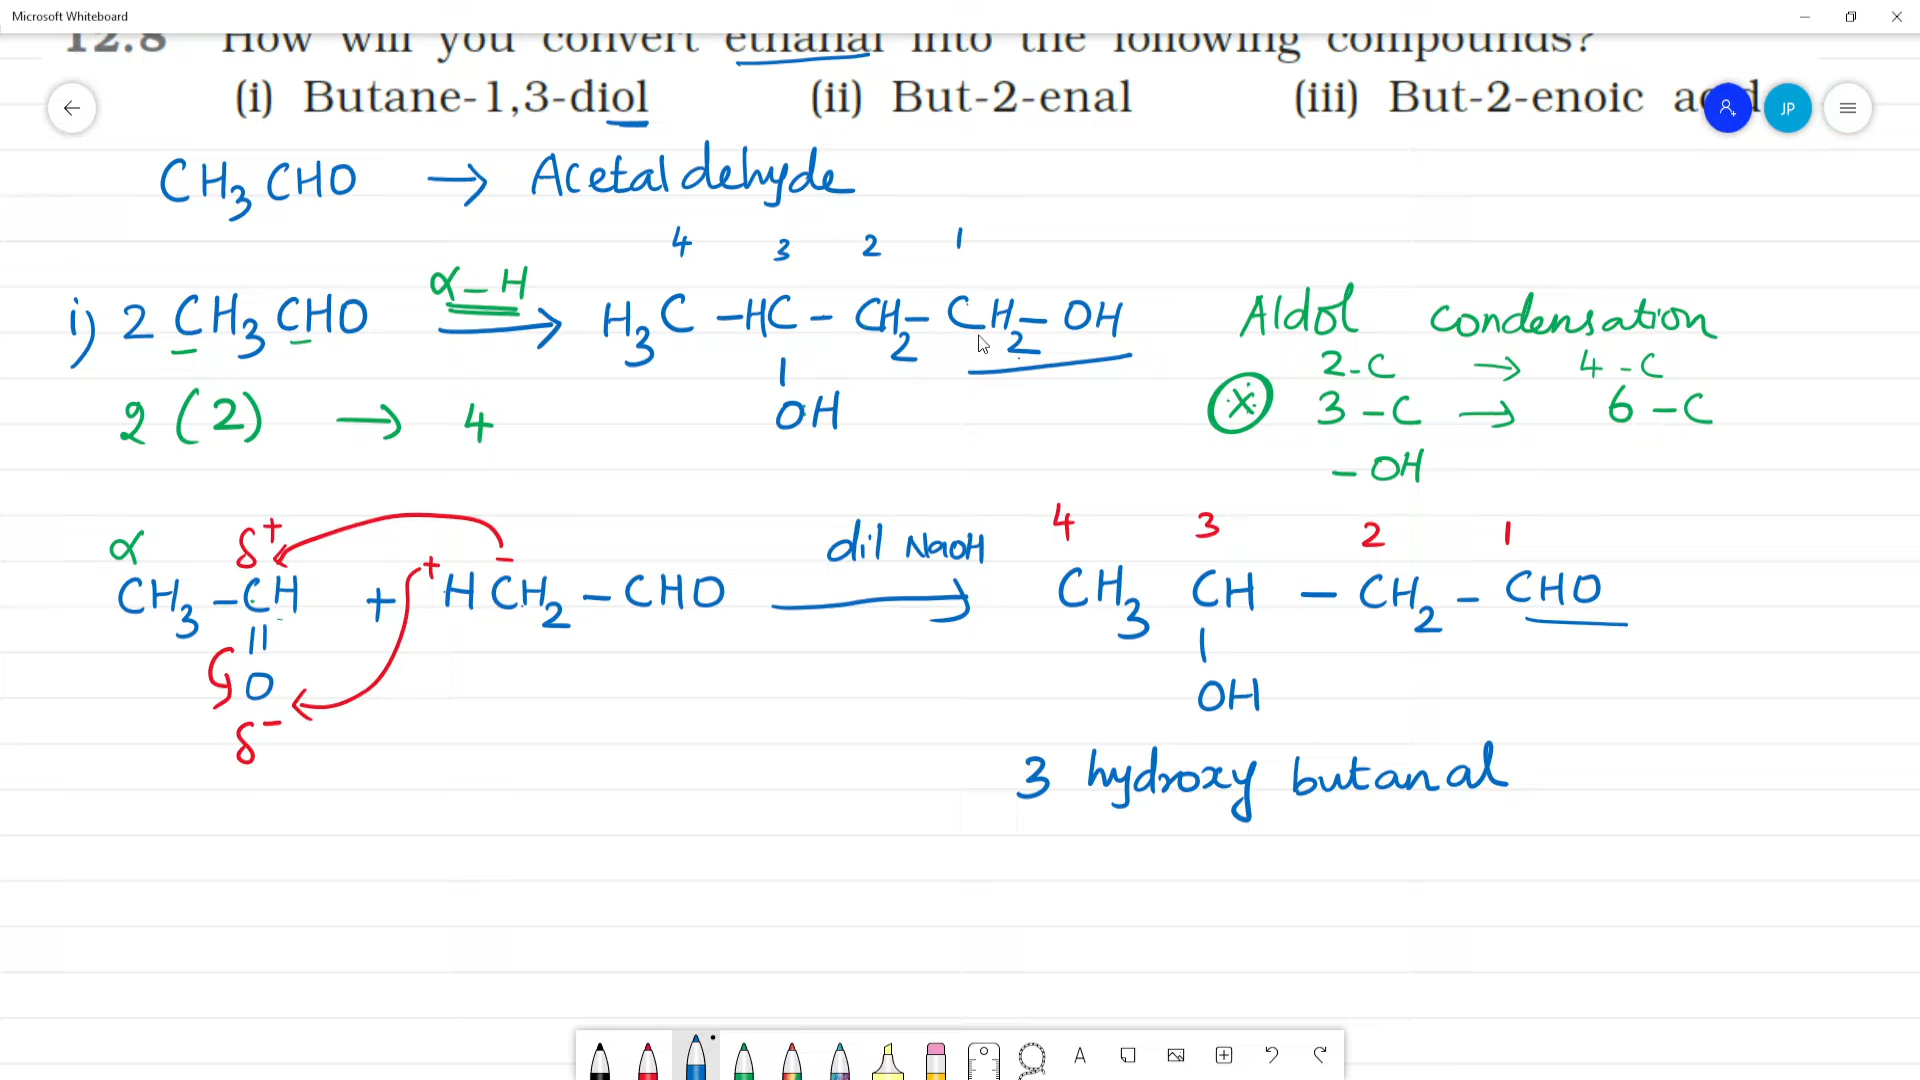 Microsoft Whiteboard
12.8 How will you convert ethanal into the following compounds?
(i) Butane-1,3-diol (ii) But-2-enal (iii) But-2-enoic
JP
CH3CHO → Acetaldehyde
4 3 2 1
i) 2 CH3CHO α-H → H3C -HC - CH2 - CH2 - OH
OH
2 (2) → 4
Aldol condensation
2-C → 4-C
X 3-C → 6-C
- OH
α δ+
CH3 - CH + +H CH2- - CHO dil NaOH →
O
δ-
4 3 2 1
CH3 CH - CH2 - CHO
OH
3 hydroxy butanal
A